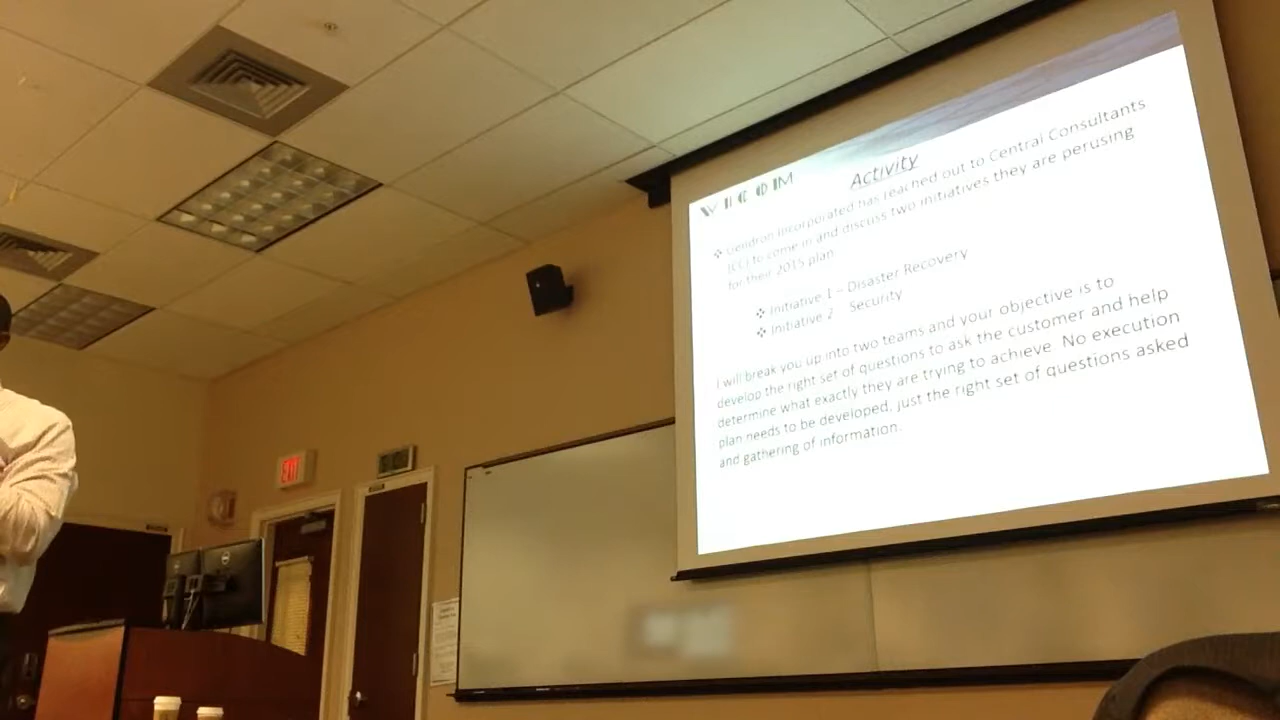 VICOM
Activity
Gendron Incorporated has reached out to Central Consultants
(CC) to come in and discuss two initiatives they are perusing
for their 2015 plan.
Initiative 1 – Disaster Recovery
Initiative 2 Security
I will break you up into two teams and your objective is to
develop the right set of questions to ask the customer and help
determine what exactly they are trying to achieve. No execution
plan needs to be developed, just the right set of questions asked
and gathering of information.
EXIT